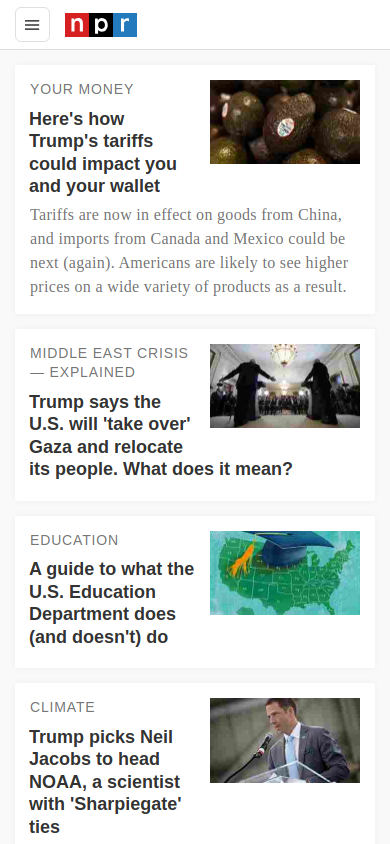 npr
YOUR MONEY
Here's how
Trump's tariffs
could impact you
and your wallet
Tariffs are now in effect on goods from China,
and imports from Canada and Mexico could be
next (again). Americans are likely to see higher
prices on a wide variety of products as a result.
MIDDLE EAST CRISIS
— EXPLAINED
Trump says the
U.S. will 'take over'
Gaza and relocate
its people. What does it mean?
EDUCATION
A guide to what the
U.S. Education
Department does
(and doesn't) do
CLIMATE
Trump picks Neil
Jacobs to head
NOAA, a scientist
with 'Sharpiegate'
ties